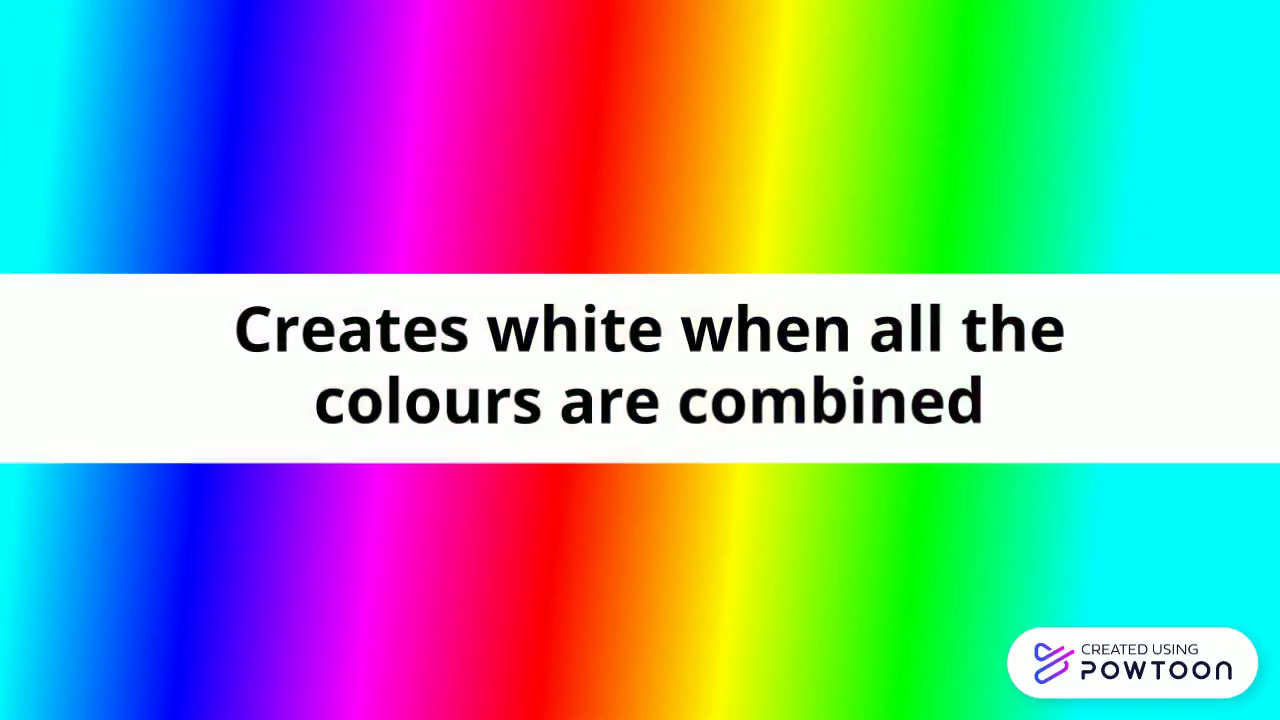 Creates white when all the
colours are combined
CREATED USING
POWTOON